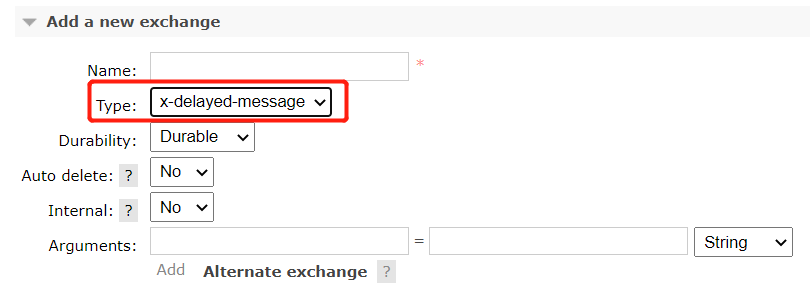 Add a new exchange
Name: *
Type: x-delayed-message
Durability: Durable
Auto delete: ? No
Internal: ? No
Arguments: = String
Add Alternate exchange ?